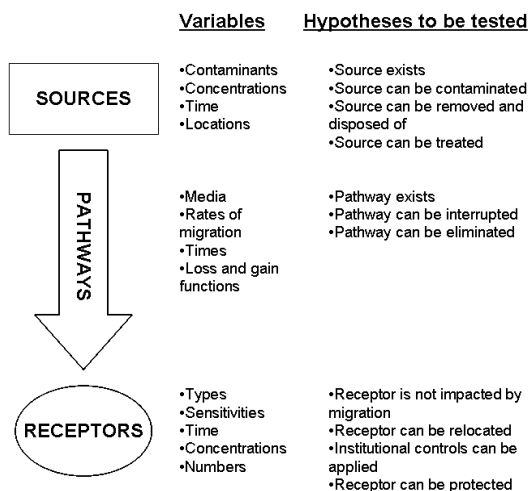 Variables Hypotheses to be tested
SOURCES
•Contaminants
•Concentrations
•Time
•Locations
•Source exists
•Source can be contaminated
•Source can be removed and
disposed of
•Source can be treated
PATHWAYS
•Media
•Rates of
migration
•Times
•Loss and gain
functions
•Pathway exists
•Pathway can be interrupted
•Pathway can be eliminated
RECEPTORS
•Types
•Sensitivities
•Time
•Concentrations
•Numbers
•Receptor is not impacted by
migration
•Receptor can be relocated
•Institutional controls can be
applied
•Receptor can be protected